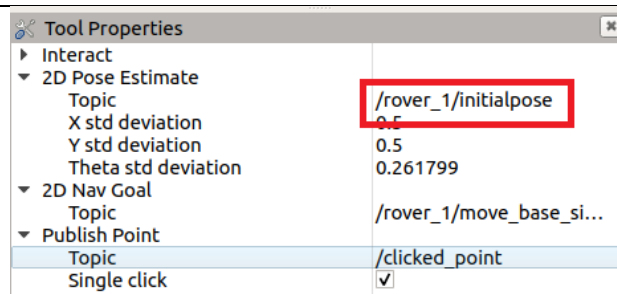 Tool Properties
Interact
2D Pose Estimate
Topic /rover_1/initialpose
X std deviation 0.5
Y std deviation 0.5
Theta std deviation 0.261799
2D Nav Goal
Topic /rover_1/move_base_si...
Publish Point
Topic /clicked_point
Single click